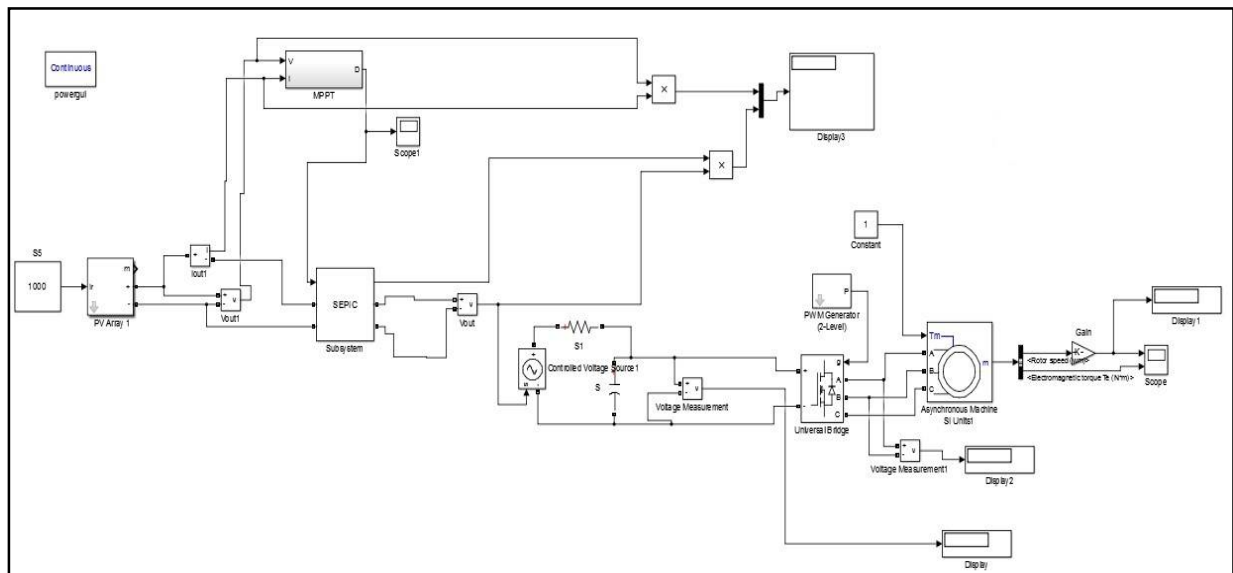 Continuous
powergui
V
I
D
MPPT
Scope1
×
×
Display3
S5
1000
Ir
m
+
-
PV Array 1
+
-
i
Iout1
+
-
v
Vout1
SEPIC
Subsystem
+
-
v
Vout
S1
+
-
s
Controlled Voltage Source1
S
+
-
v
Voltage Measurement
1
Constant
P
PWM Generator
(2-Level)
g
+
-
A
B
C
Universal Bridge
Tm
A
B
C
m
Asynchronous Machine
SI Units1
+
-
v
Voltage Measurement1
Display2
Display
Gain
-K-
<Rotor speed
<Electromagnetic torque Te (N*m)>
Display1
Scope